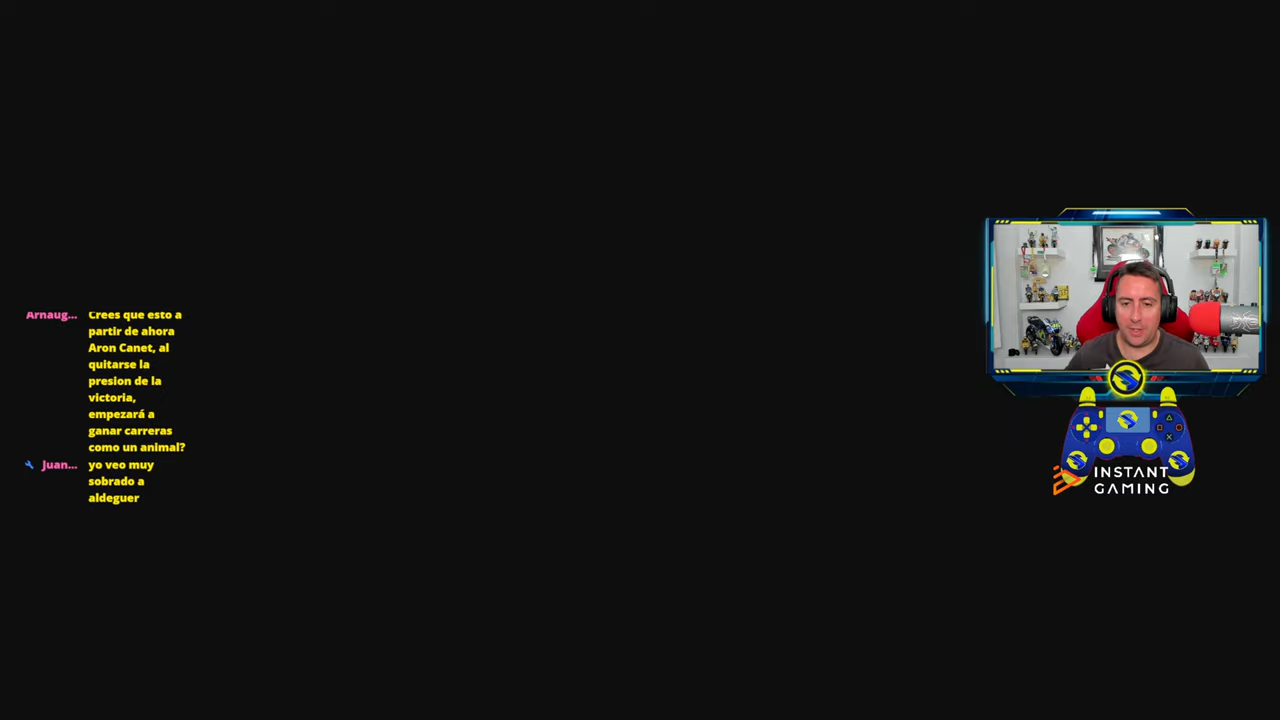 Arnaug... Crees que esto a
partir de ahora
Aron Canet, al
quitarse la
presion de la
victoria,
empezará a
ganar carreras
como un animal?
Juan... yo veo muy
sobrado a
aldeguer
INSTANT
GAMING